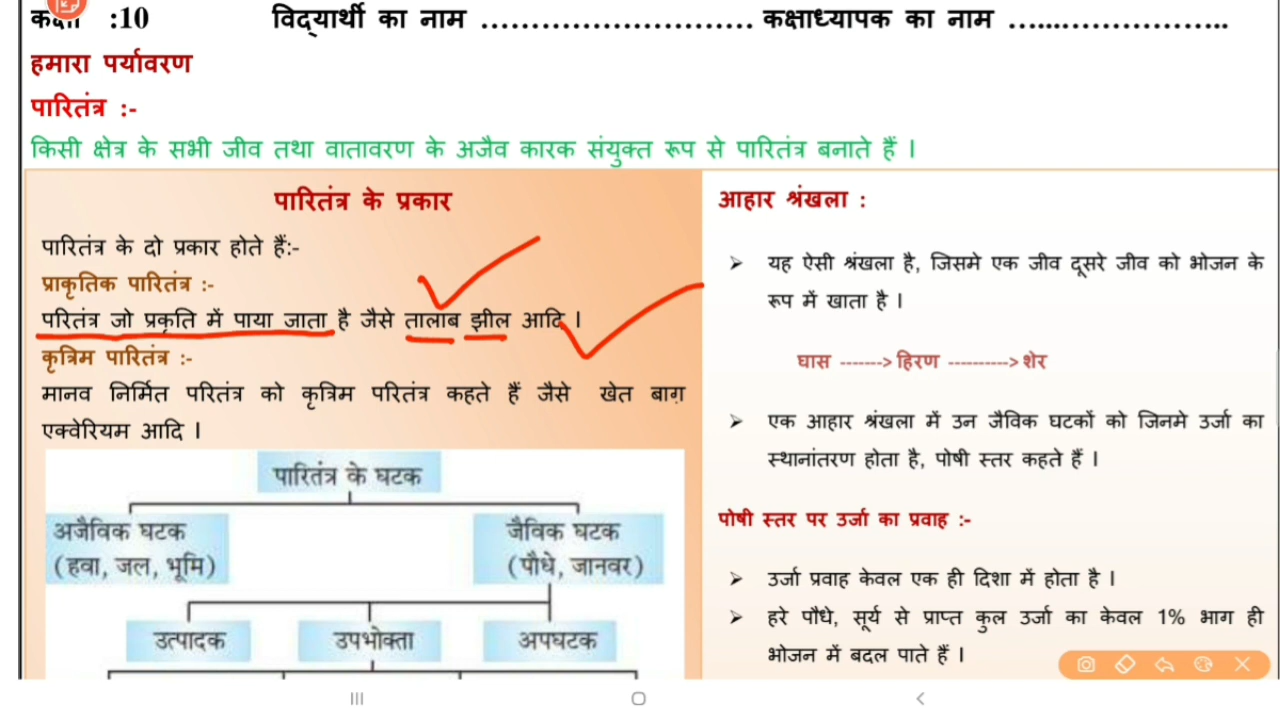 कक्षा :10 विद्यार्थी का नाम ............................ कक्षाध्यापक का नाम ......................
हमारा पर्यावरण
पारितंत्र :-
किसी क्षेत्र के सभी जीव तथा वातावरण के अजैव कारक संयुक्त रूप से पारितंत्र बनाते हैं ।
पारितंत्र के प्रकार
पारितंत्र के दो प्रकार होते हैं:-
प्राकृतिक पारितंत्र :-
परितंत्र जो प्रकृति में पाया जाता है जैसे तालाब झील आदि ।
कृत्रिम पारितंत्र :-
मानव निर्मित परितंत्र को कृत्रिम परितंत्र कहते हैं जैसे खेत बाग़
एक्वेरियम आदि ।
पारितंत्र के घटक
अजैविक घटक
(हवा, जल, भूमि)
जैविक घटक
(पौधे, जानवर)
उत्पादक
उपभोक्ता
अपघटक
आहार श्रंखला :
➢ यह ऐसी श्रंखला है, जिसमे एक जीव दूसरे जीव को भोजन के
रूप में खाता है ।
घास -------> हिरण ----------> शेर
➢ एक आहार श्रंखला में उन जैविक घटकों को जिनमे उर्जा का
स्थानांतरण होता है, पोषी स्तर कहते हैं ।
पोषी स्तर पर उर्जा का प्रवाह :-
➢ उर्जा प्रवाह केवल एक ही दिशा में होता है ।
➢ हरे पौधे, सूर्य से प्राप्त कुल उर्जा का केवल 1% भाग ही
भोजन में बदल पाते हैं ।